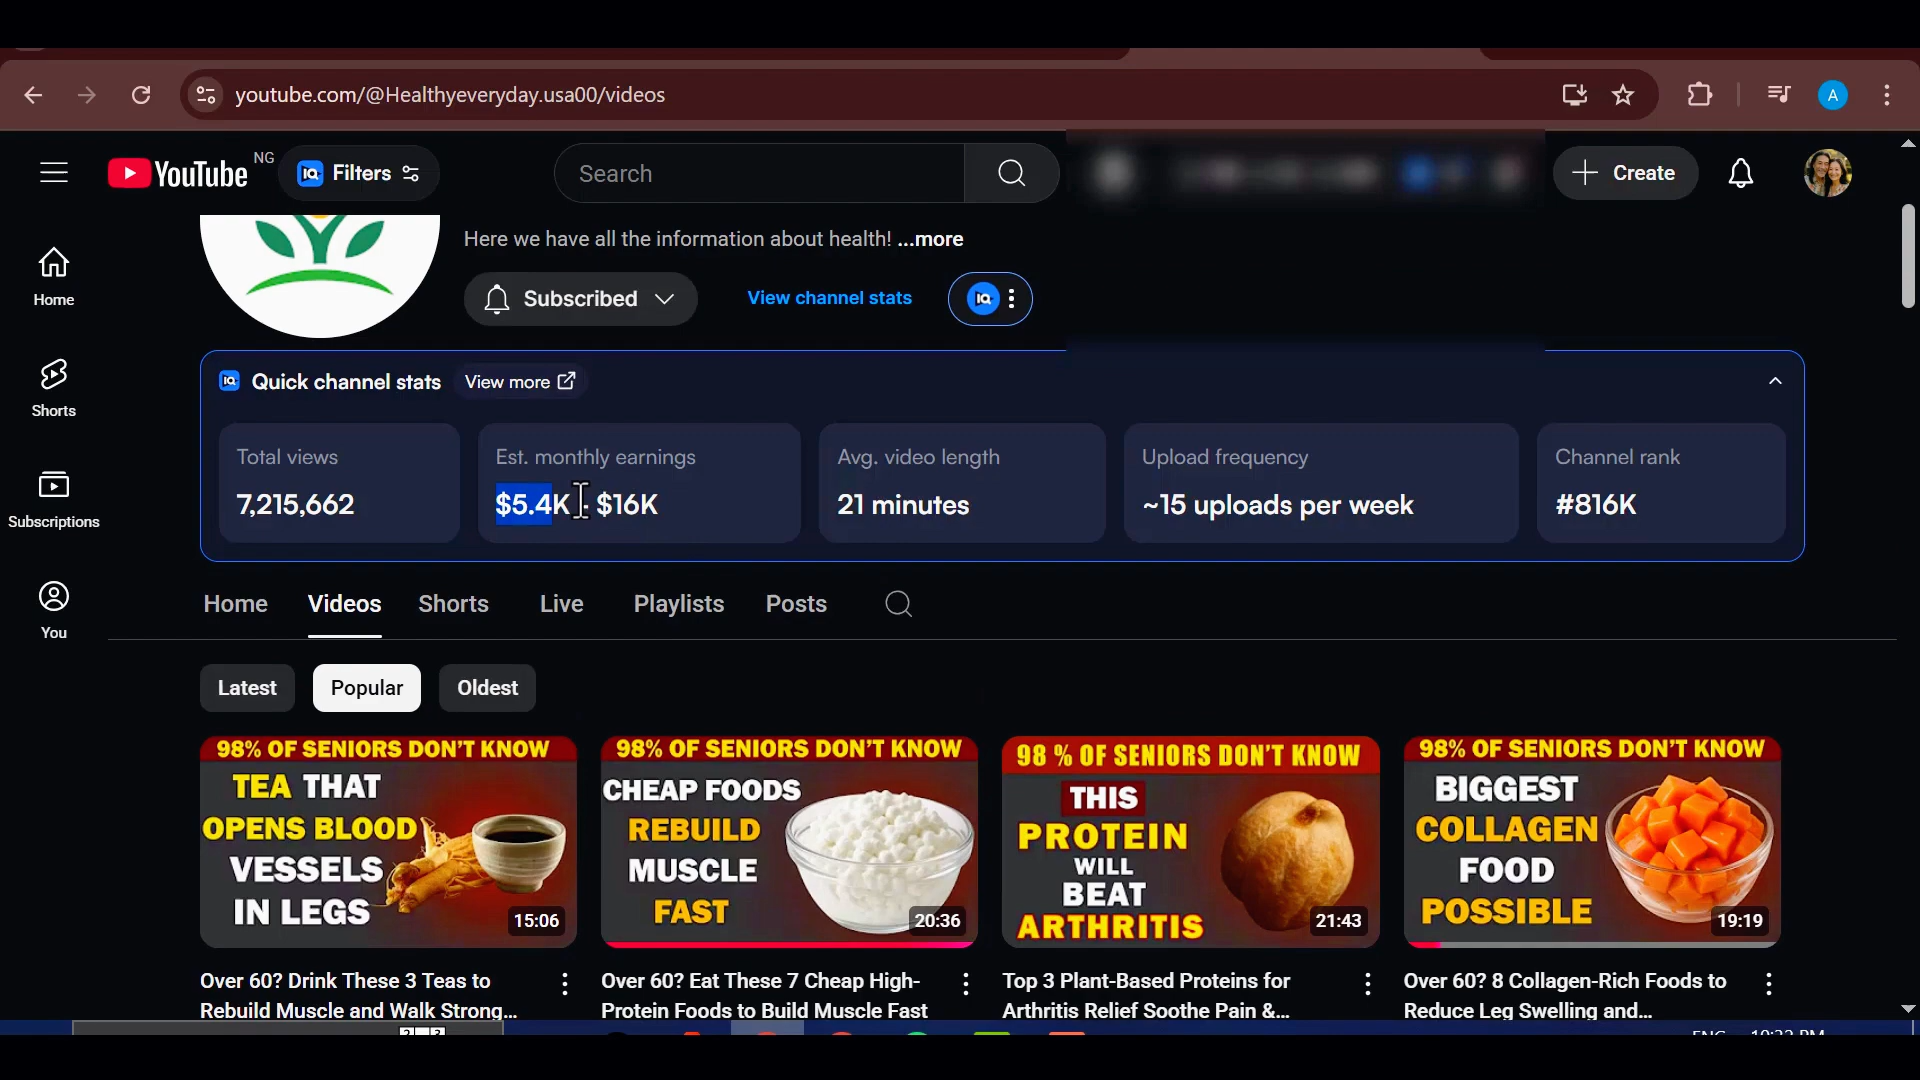 youtube.com/@Healthyeveryday.usa00/videos
A
YouTube NG
Filters
Search
Create
Here we have all the information about health! ...more
Subscribed
View channel stats
Home
Shorts
Subscriptions
You
Quick channel stats
View more
Total views
7,215,662
Est. monthly earnings
$5.4K - $16K
Avg. video length
21 minutes
Upload frequency
~15 uploads per week
Channel rank
#816K
Home Videos Shorts Live Playlists Posts
Latest Popular Oldest
98% OF SENIORS DON'T KNOW
TEA THAT
OPENS BLOOD
VESSELS
IN LEGS
15:06
98% OF SENIORS DON'T KNOW
CHEAP FOODS
REBUILD
MUSCLE
FAST
20:36
98 % OF SENIORS DON'T KNOW
THIS
PROTEIN
WILL
BEAT
ARTHRITIS
21:43
98% OF SENIORS DON'T KNOW
BIGGEST
COLLAGEN
FOOD
POSSIBLE
19:19
Over 60? Drink These 3 Teas to
Rebuild Muscle and Walk Strong...
Over 60? Eat These 7 Cheap High-
Protein Foods to Build Muscle Fast
Top 3 Plant-Based Proteins for
Arthritis Relief Soothe Pain &...
Over 60? 8 Collagen-Rich Foods to
Reduce Leg Swelling and...